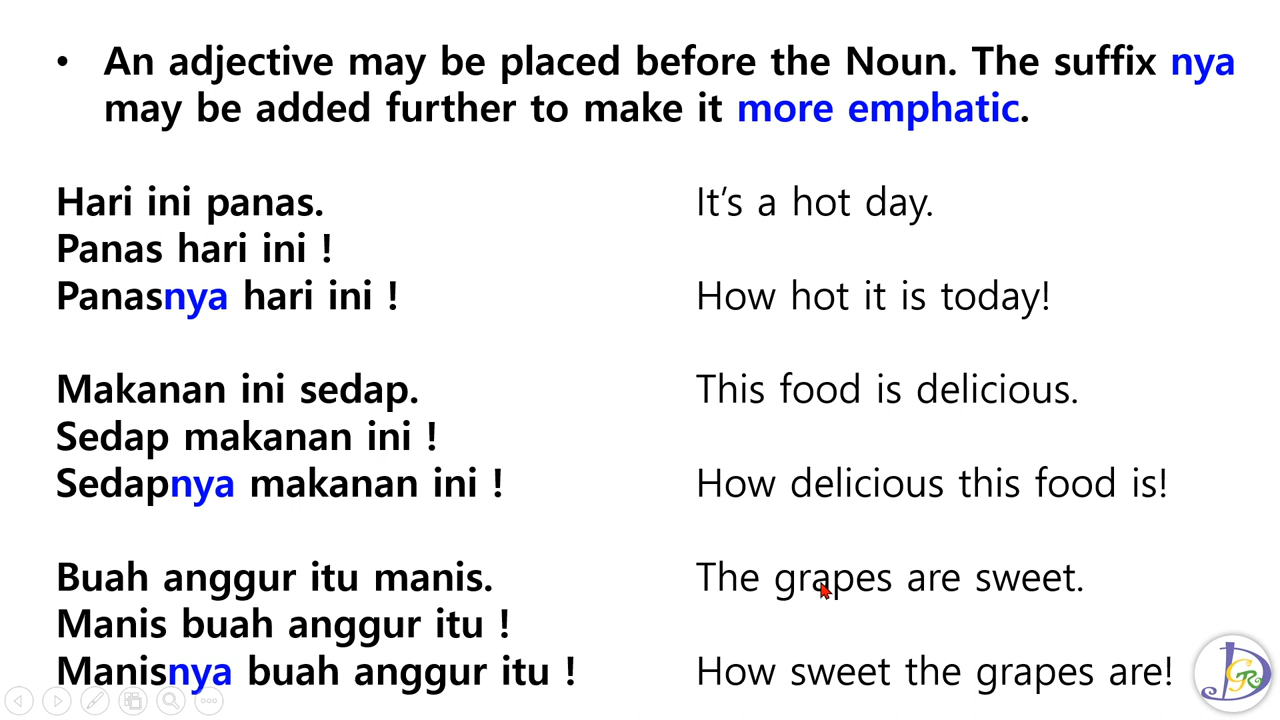 • An adjective may be placed before the Noun. The suffix nya
may be added further to make it more emphatic.
Hari ini panas. It’s a hot day.
Panas hari ini !
Panasnya hari ini ! How hot it is today!
Makanan ini sedap. This food is delicious.
Sedap makanan ini !
Sedapnya makanan ini ! How delicious this food is!
Buah anggur itu manis. The grapes are sweet.
Manis buah anggur itu !
Manisnya buah anggur itu ! How sweet the grapes are!